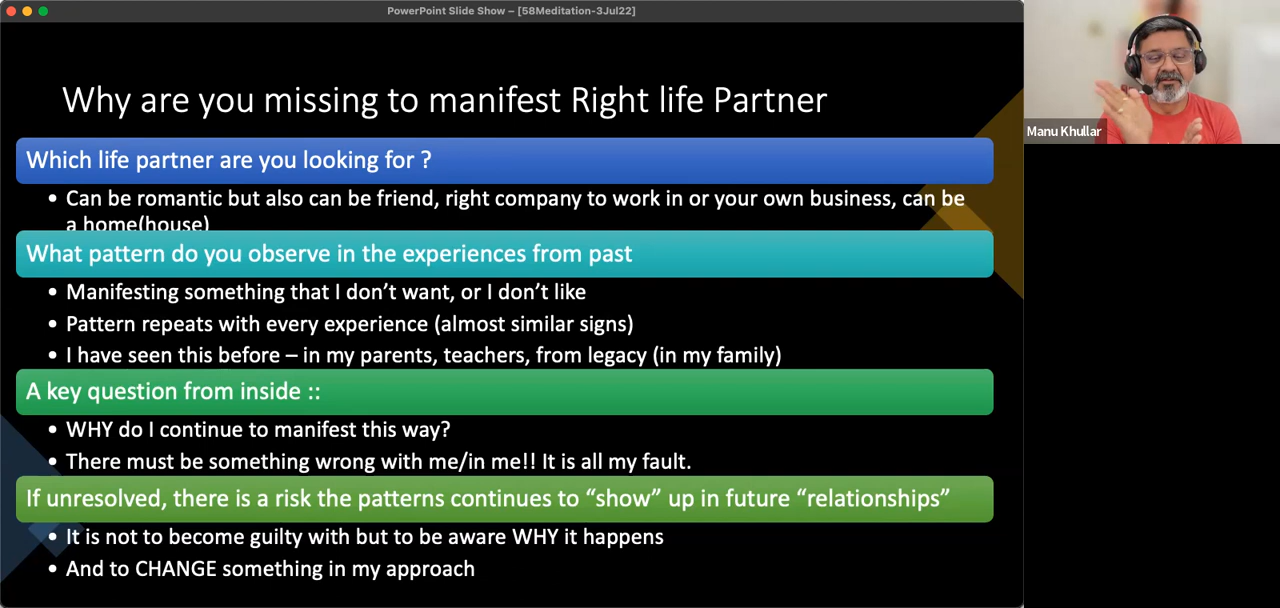 PowerPoint Slide Show – [58Meditation-3Jul22]
Why are you missing to manifest Right life Partner
Which life partner are you looking for ?
• Can be romantic but also can be friend, right company to work in or your own business, can be
a home(house)
What pattern do you observe in the experiences from past
• Manifesting something that I don’t want, or I don’t like
• Pattern repeats with every experience (almost similar signs)
• I have seen this before – in my parents, teachers, from legacy (in my family)
A key question from inside ::
• WHY do I continue to manifest this way?
• There must be something wrong with me/in me!! It is all my fault.
If unresolved, there is a risk the patterns continues to “show” up in future “relationships”
• It is not to become guilty with but to be aware WHY it happens
• And to CHANGE something in my approach
Manu Khullar